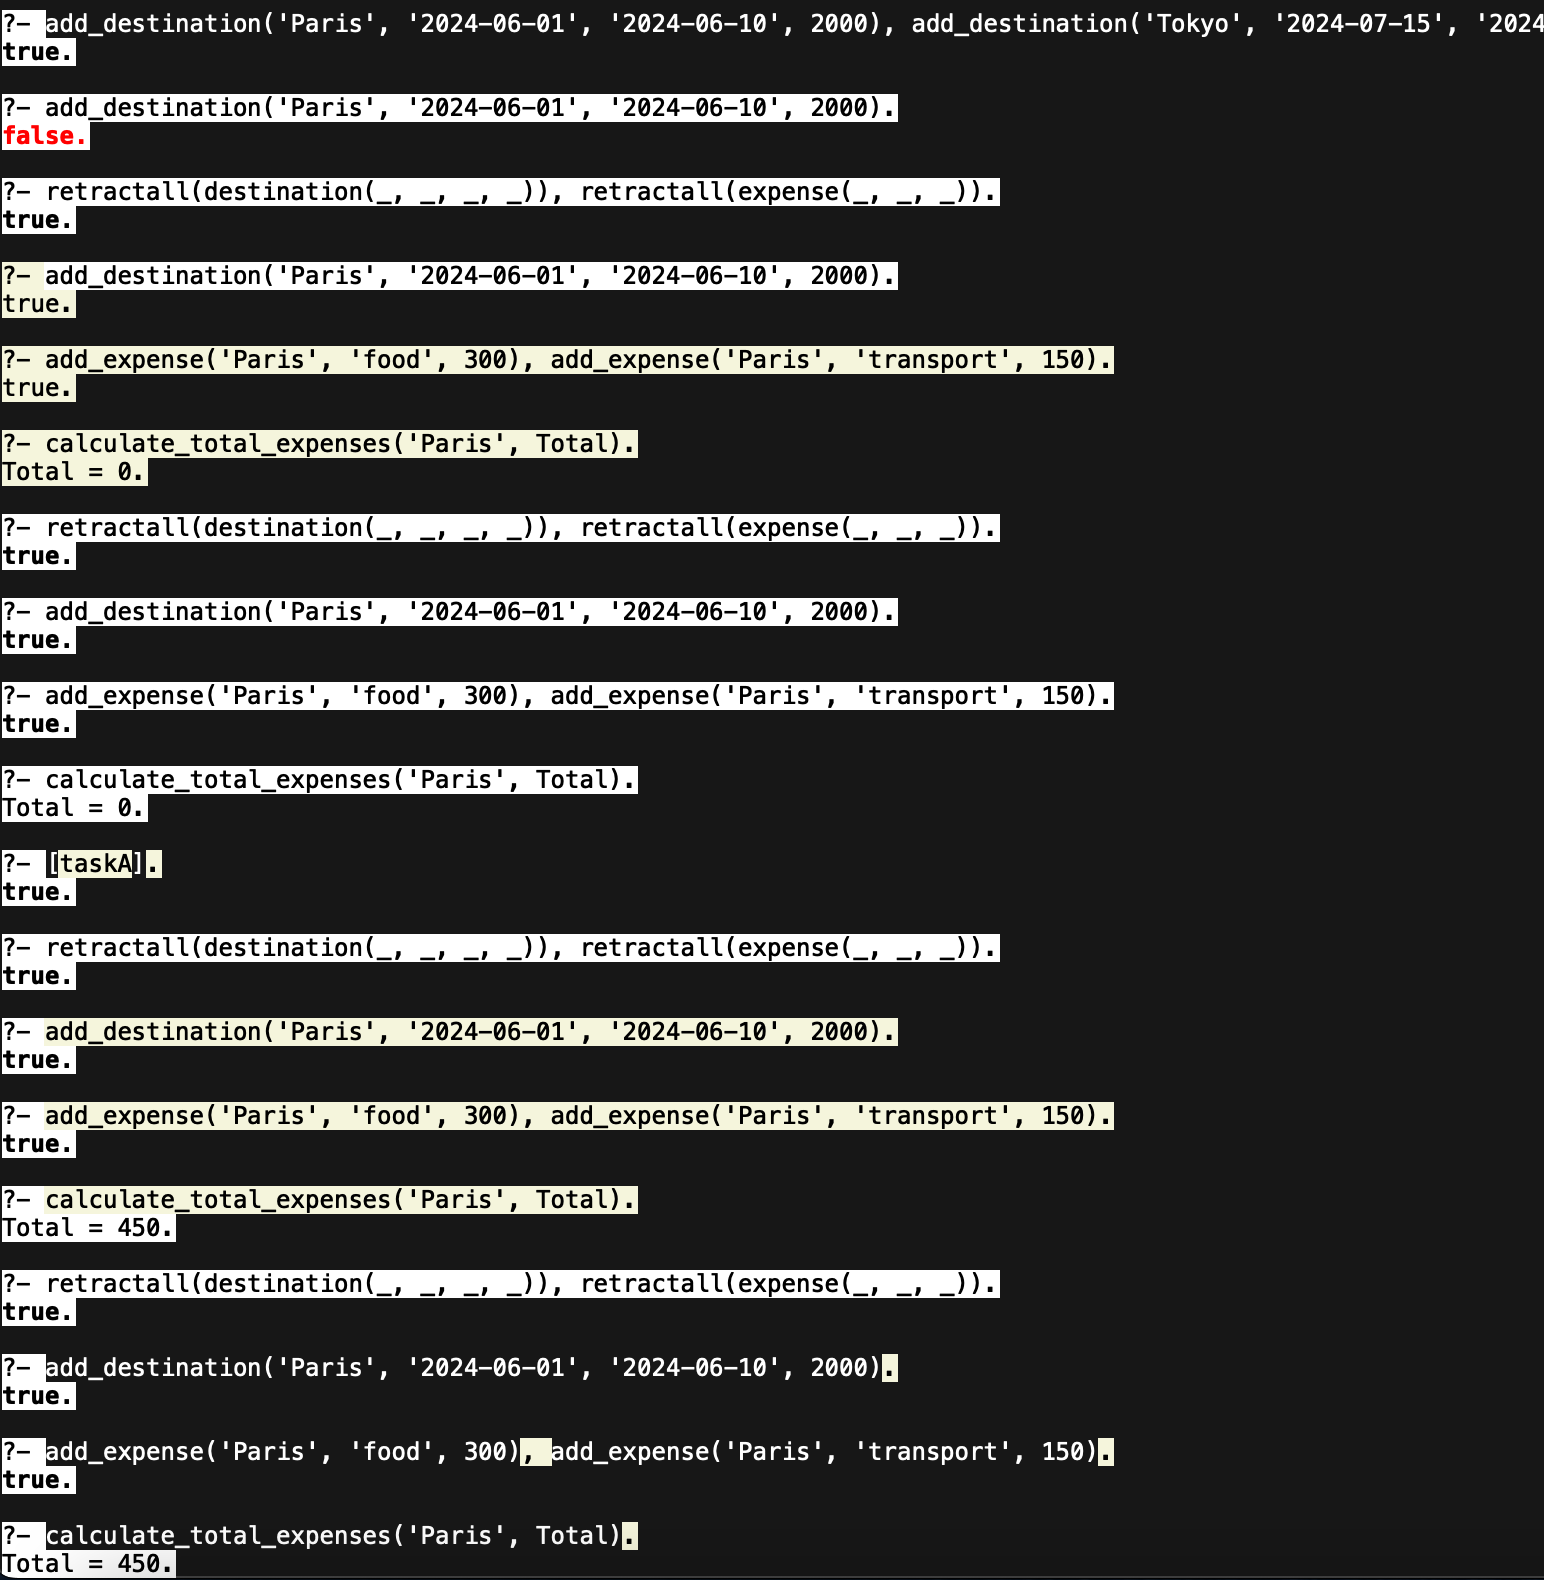 ?- add_destination('Paris', '2024-06-01', '2024-06-10', 2000), add_destination('Tokyo', '2024-07-15', '2024
true.
?- add_destination('Paris', '2024-06-01', '2024-06-10', 2000).
false.
?- retractall(destination(_, _, _, _)), retractall(expense(_, _, _)).
true.
?- add_destination('Paris', '2024-06-01', '2024-06-10', 2000).
true.
?- add_expense('Paris', 'food', 300), add_expense('Paris', 'transport', 150).
true.
?- calculate_total_expenses('Paris', Total).
Total = 0.
?- retractall(destination(_, _, _, _)), retractall(expense(_, _, _)).
true.
?- add_destination('Paris', '2024-06-01', '2024-06-10', 2000).
true.
?- add_expense('Paris', 'food', 300), add_expense('Paris', 'transport', 150).
true.
?- calculate_total_expenses('Paris', Total).
Total = 0.
?- [taskA].
true.
?- retractall(destination(_, _, _, _)), retractall(expense(_, _, _)).
true.
?- add_destination('Paris', '2024-06-01', '2024-06-10', 2000).
true.
?- add_expense('Paris', 'food', 300), add_expense('Paris', 'transport', 150).
true.
?- calculate_total_expenses('Paris', Total).
Total = 450.
?- retractall(destination(_, _, _, _)), retractall(expense(_, _, _)).
true.
?- add_destination('Paris', '2024-06-01', '2024-06-10', 2000).
true.
?- add_expense('Paris', 'food', 300), add_expense('Paris', 'transport', 150).
true.
?- calculate_total_expenses('Paris', Total).
Total = 450.